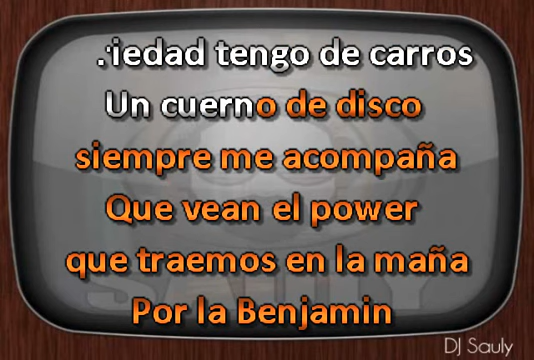 tengo de carros
Un cuerno de disco
siempre me acompaña
Que vean el power
que traemos en la maña
Por la Benjamin
DJ Sauly